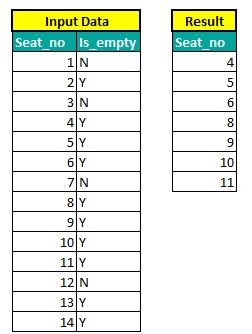 Input Data Result
Seat_no Is_empty Seat_no
1 N 4
2 Y 5
3 N 6
4 Y 8
5 Y 9
6 Y 10
7 N 11
8 Y
9 Y
10 Y
11 Y
12 N
13 Y
14 Y